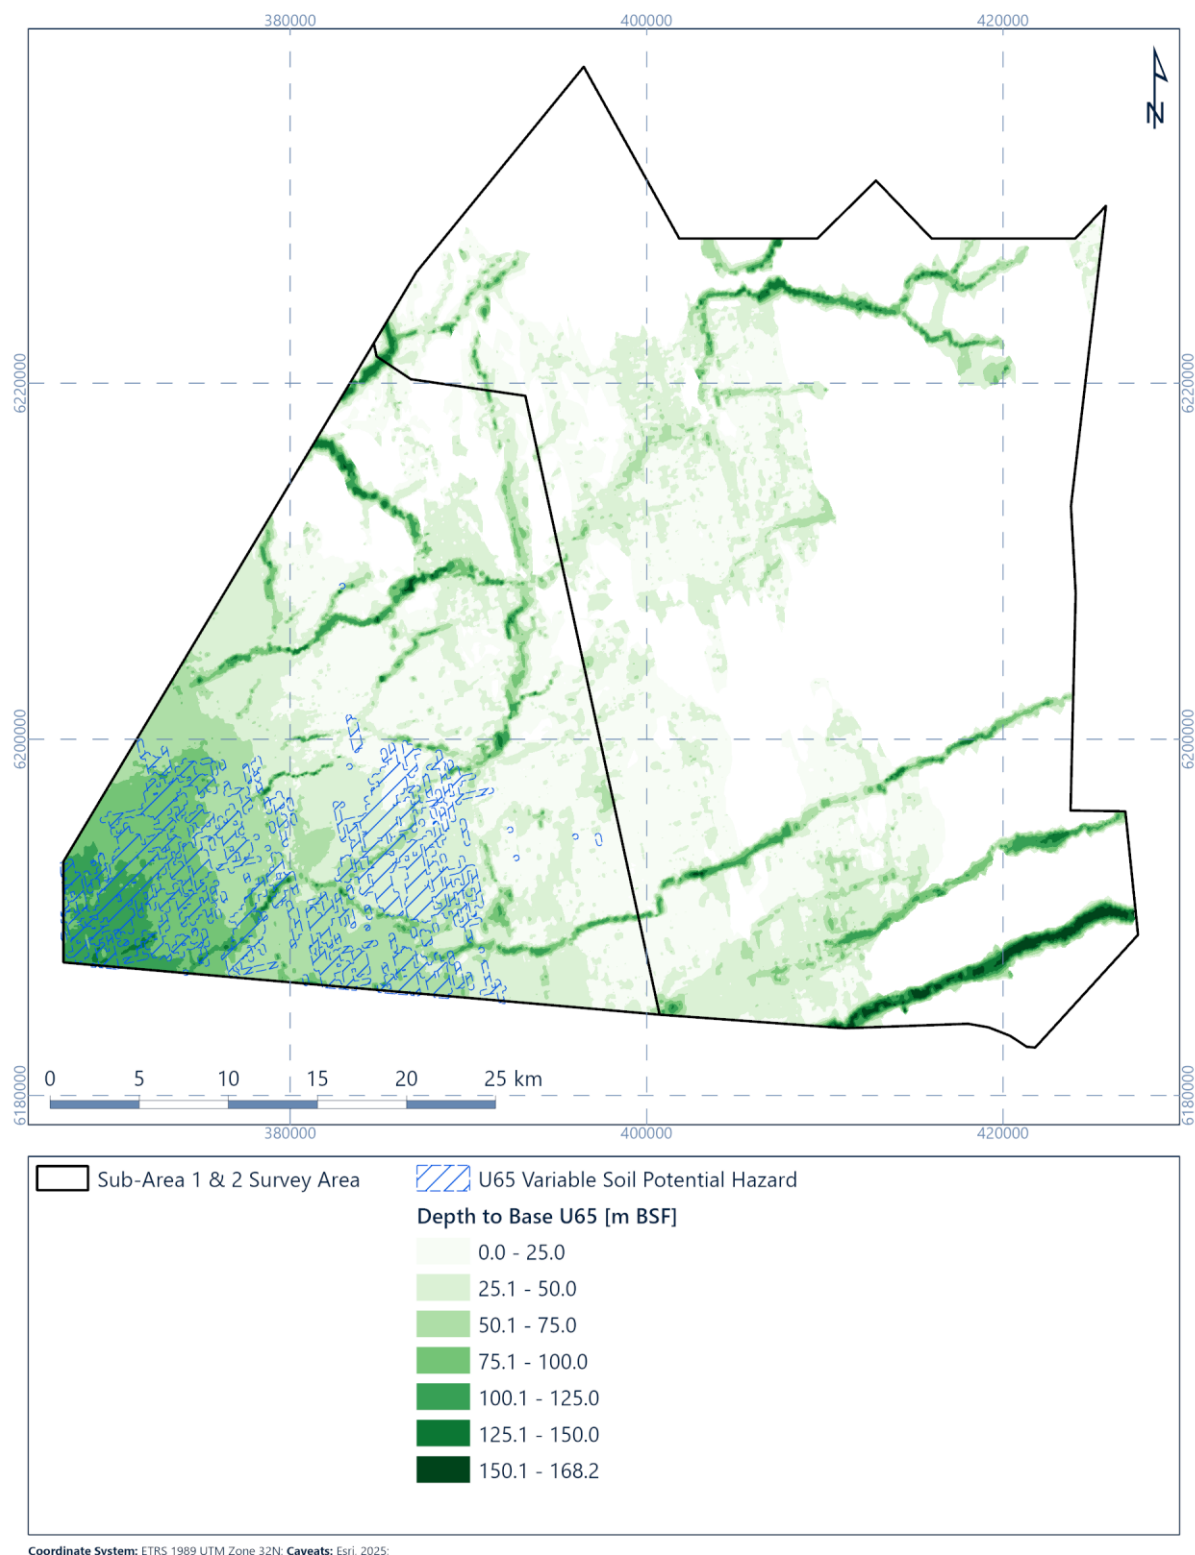 380000 400000 420000
N
6220000 6220000
6200000 6200000
6180000 6180000
0 5 10 15 20 25 km
380000 400000 420000
Sub-Area 1 & 2 Survey Area
U65 Variable Soil Potential Hazard
Depth to Base U65 [m BSF]
0.0 - 25.0
25.1 - 50.0
50.1 - 75.0
75.1 - 100.0
100.1 - 125.0
125.1 - 150.0
150.1 - 168.2
Coordinate System: ETRS 1989 UTM Zone 32N; Caveats: Esri, 2025;